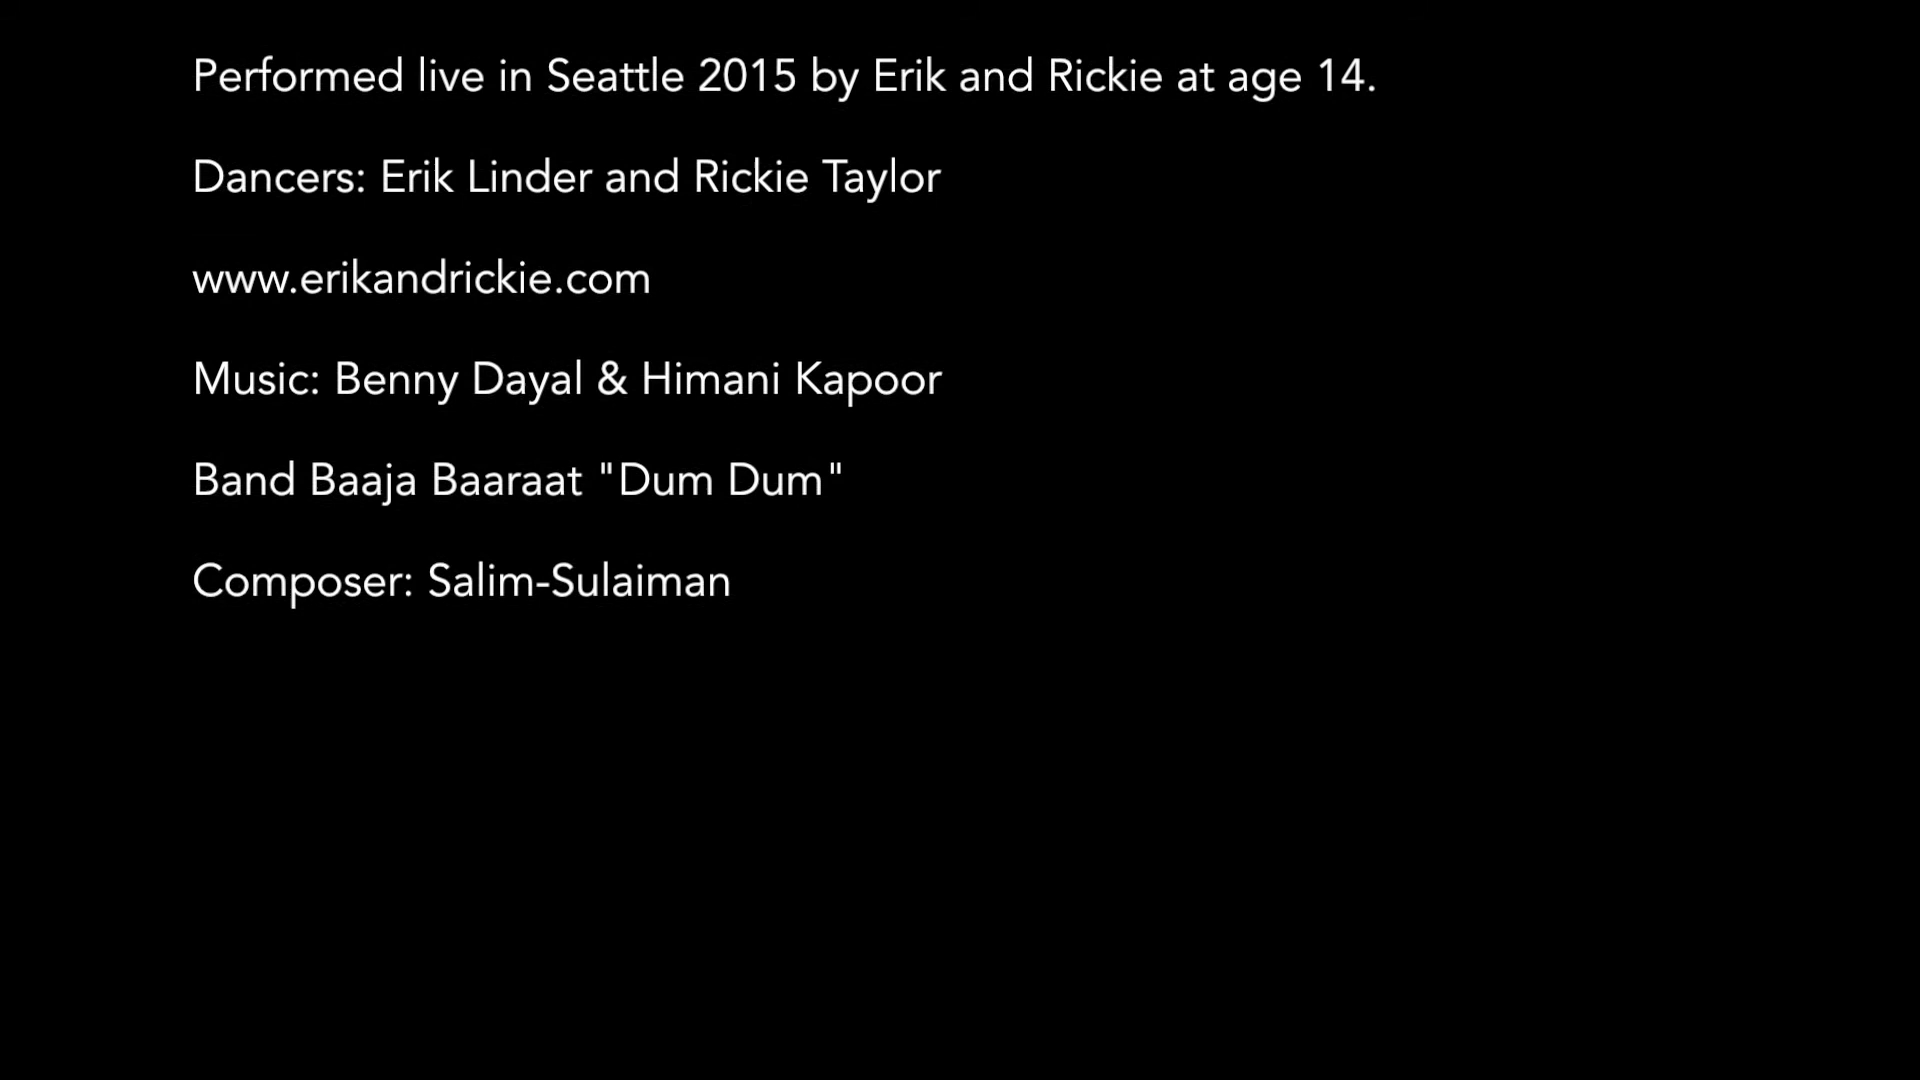 Performed live in Seattle 2015 by Erik and Rickie at age 14.
Dancers: Erik Linder and Rickie Taylor
www.erikandrickie.com
Music: Benny Dayal & Himani Kapoor
Band Baaja Baaraat "Dum Dum"
Composer: Salim-Sulaiman